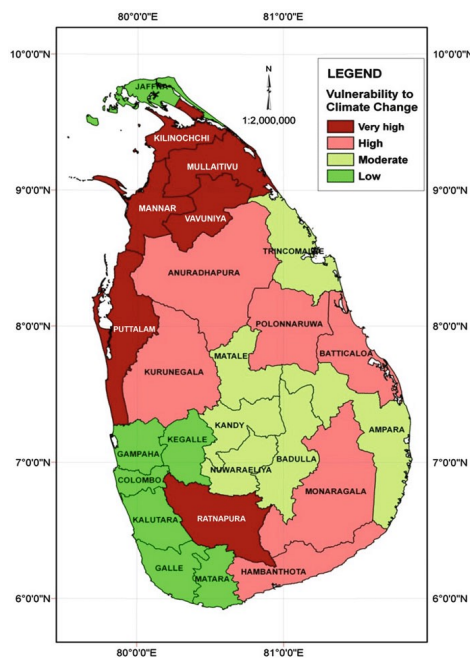 80°0'0"E 81°0'0"E
10°0'0"N
9°0'0"N
8°0'0"N
7°0'0"N
6°0'0"N
N
1:2,000,000
LEGEND
Vulnerability to
Climate Change
Very high
High
Moderate
Low
JAFFNA
KILINOCHCHI
MULLAITIVU
MANNAR
VAVUNIYA
TRINCOMALEE
ANURADHAPURA
PUTTALAM
POLONNARUWA
BATTICALOA
MATALE
KURUNEGALA
KANDY
AMPARA
KEGALLE
GAMPAHA
BADULLA
NUWARAELIYA
COLOMBO
MONARAGALA
RATNAPURA
KALUTARA
GALLE
MATARA
HAMBANTHOTA
10°0'0"N
9°0'0"N
8°0'0"N
7°0'0"N
6°0'0"N
80°0'0"E 81°0'0"E